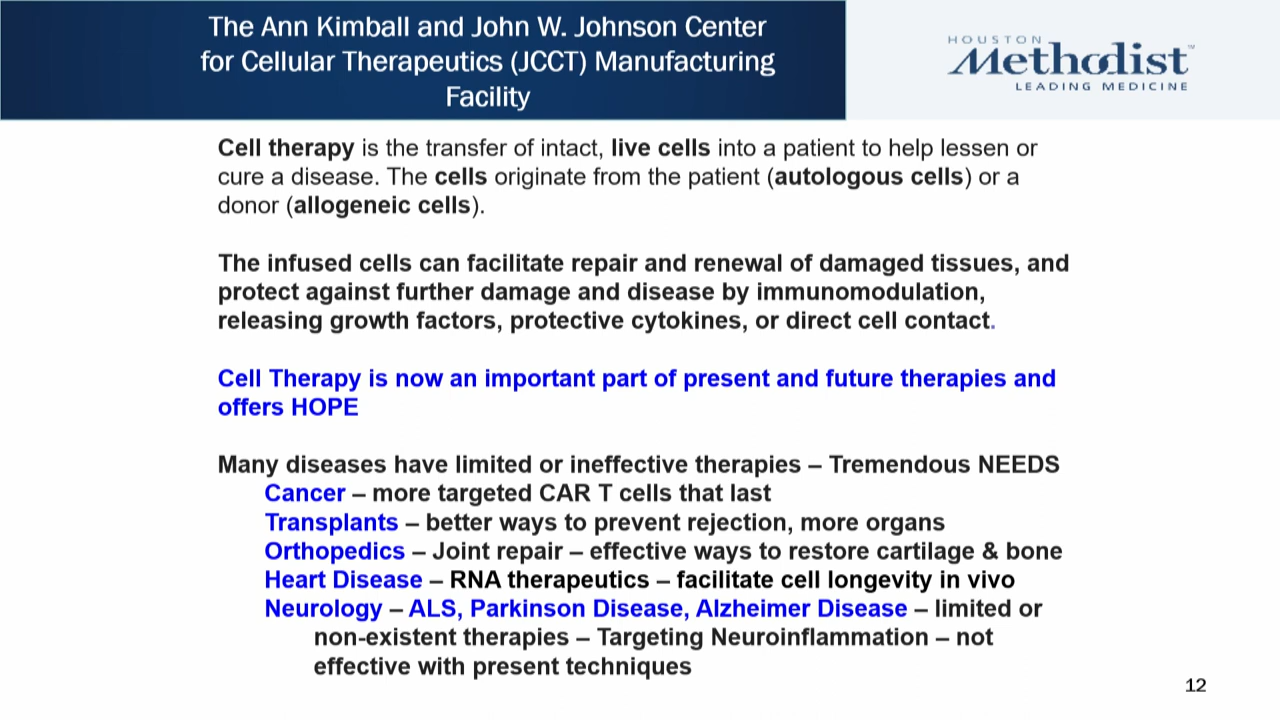 The Ann Kimball and John W. Johnson Center
for Cellular Therapeutics (JCCT) Manufacturing
Facility
HOUSTON
Methodist™
LEADING MEDICINE
Cell therapy is the transfer of intact, live cells into a patient to help lessen or
cure a disease. The cells originate from the patient (autologous cells) or a
donor (allogeneic cells).
The infused cells can facilitate repair and renewal of damaged tissues, and
protect against further damage and disease by immunomodulation,
releasing growth factors, protective cytokines, or direct cell contact.
Cell Therapy is now an important part of present and future therapies and
offers HOPE
Many diseases have limited or ineffective therapies – Tremendous NEEDS
Cancer – more targeted CAR T cells that last
Transplants – better ways to prevent rejection, more organs
Orthopedics – Joint repair – effective ways to restore cartilage & bone
Heart Disease – RNA therapeutics – facilitate cell longevity in vivo
Neurology – ALS, Parkinson Disease, Alzheimer Disease – limited or
non-existent therapies – Targeting Neuroinflammation – not
effective with present techniques
12